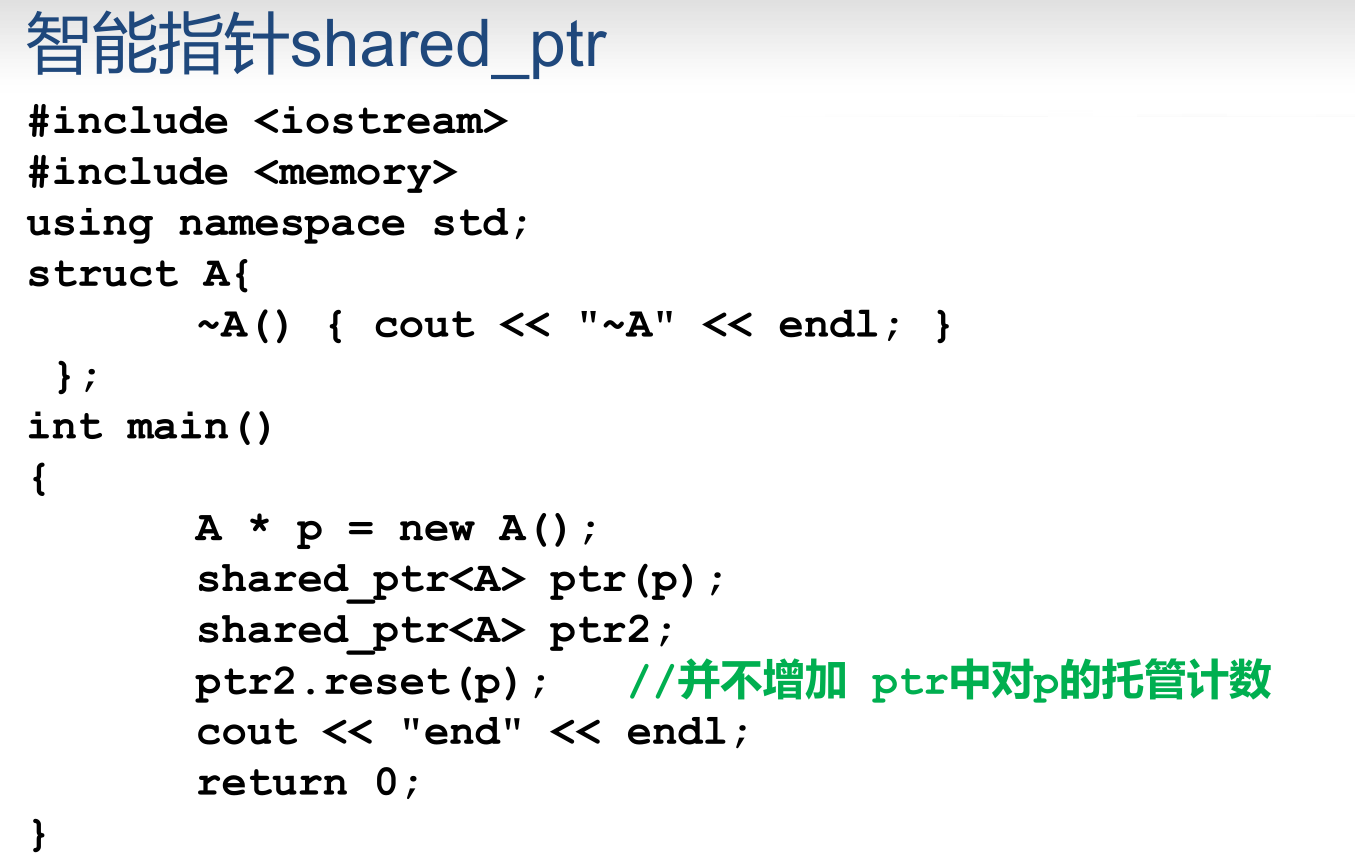 智能指针shared_ptr
#include <iostream>
#include <memory>
using namespace std;
struct A{
~A() { cout << "~A" << endl; }
};
int main()
{
A * p = new A();
shared_ptr<A> ptr(p);
shared_ptr<A> ptr2;
ptr2.reset(p); //并不增加 ptr中对p的托管计数
cout << "end" << endl;
return 0;
}